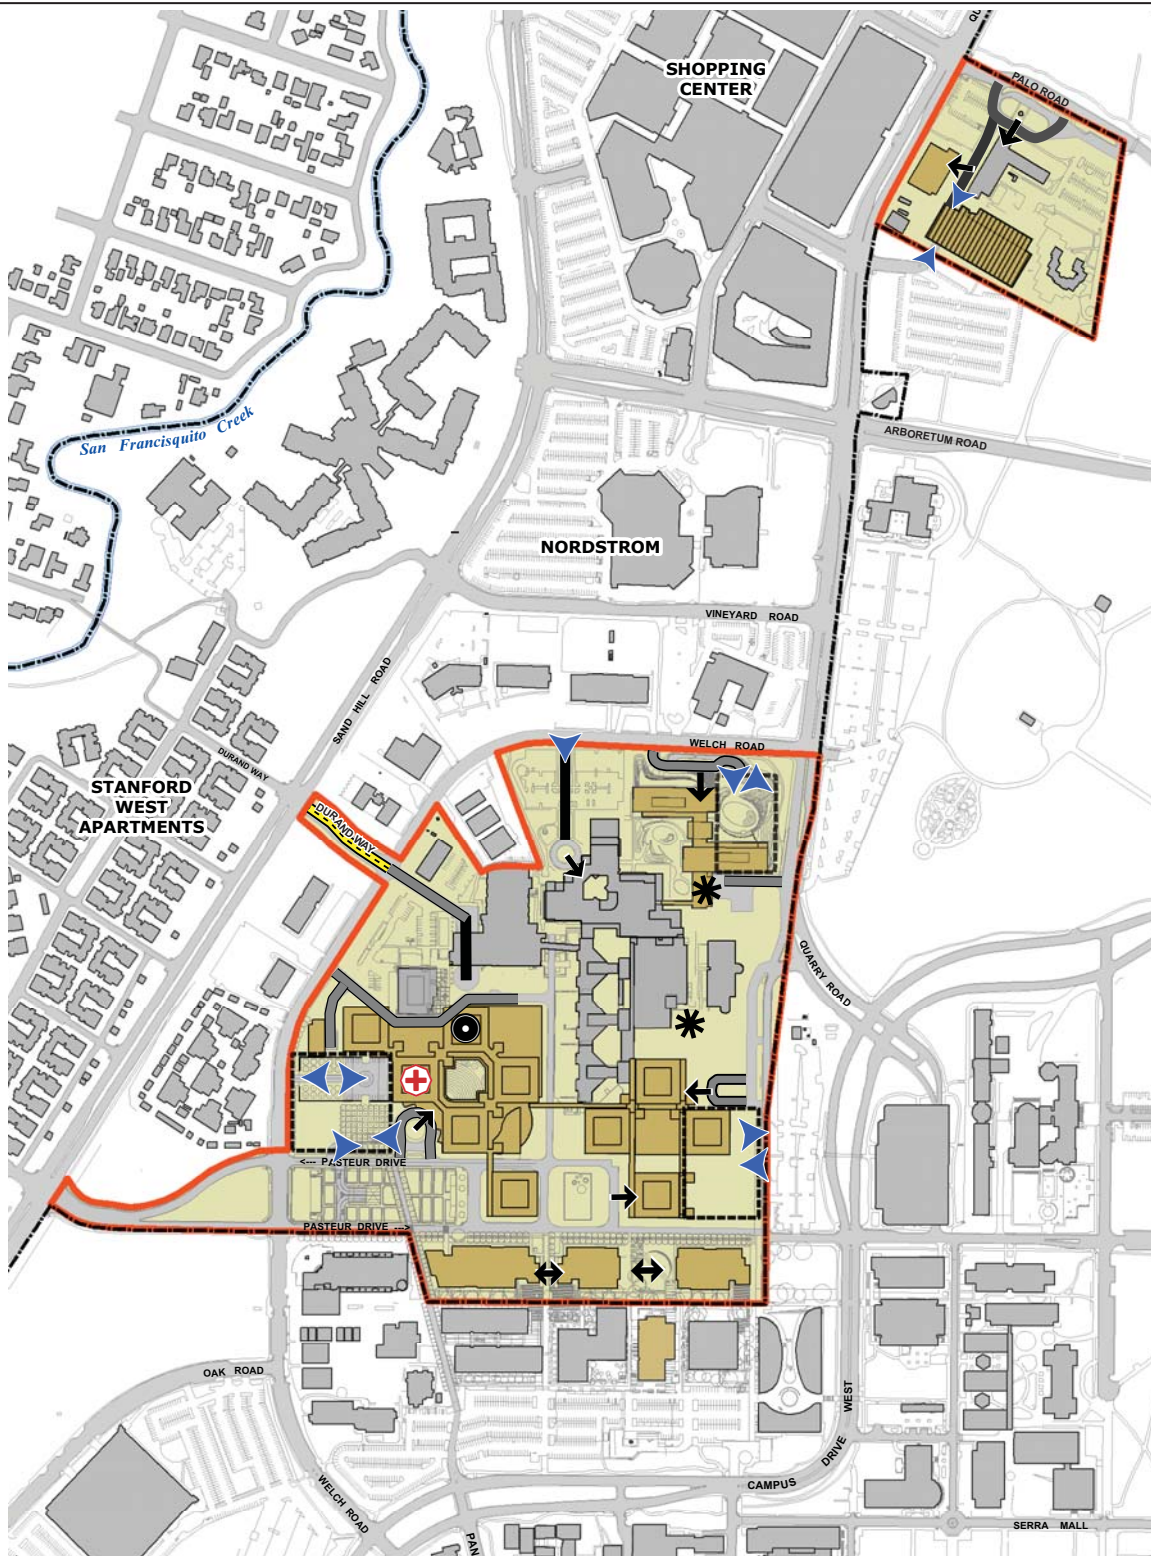 QU
SHOPPING
CENTER
PALO ROAD
San Francisquito Creek
ARBORETUM ROAD
NORDSTROM
VINEYARD ROAD
SAND HILL ROAD
WELCH ROAD
DURAND WAY
STANFORD
WEST
APARTMENTS
DURAND WAY
QUARRY ROAD
<--- PASTEUR DRIVE
PASTEUR DRIVE --->
OAK ROAD
CAMPUS DRIVE WEST
WELCH ROAD
PAN
SERRA MALL